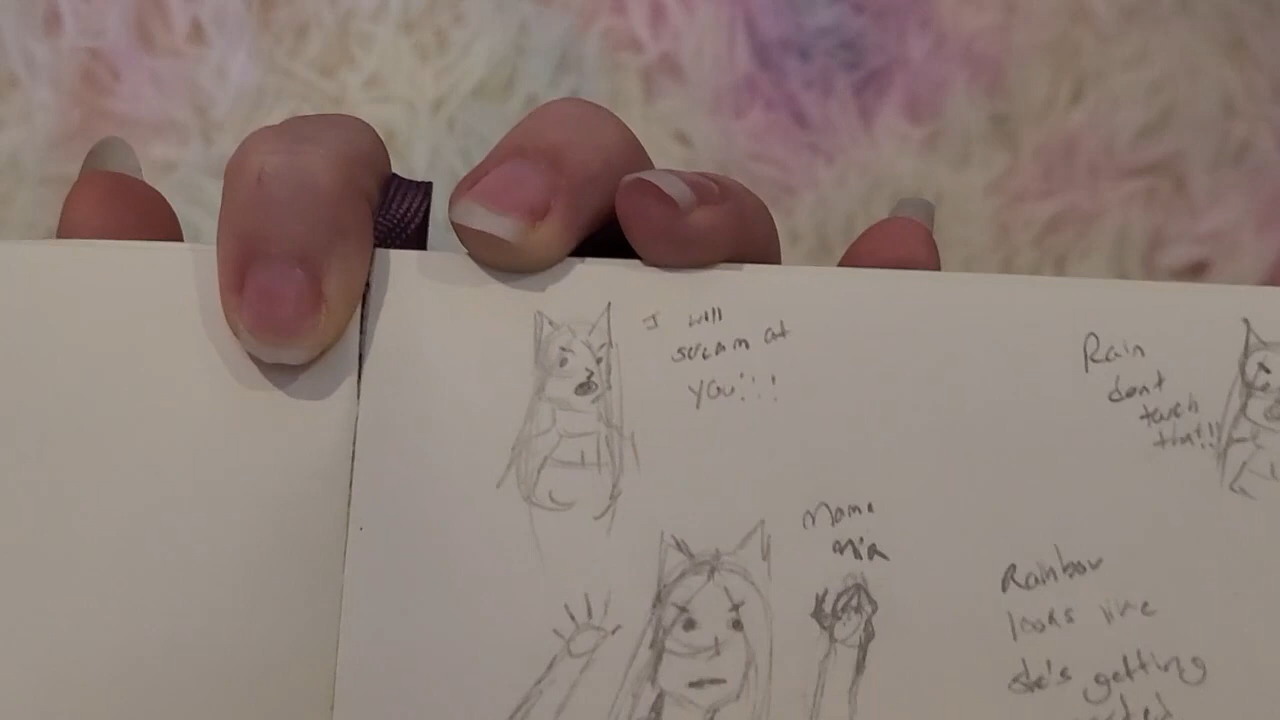 I will
scream at
you!!!
Rain
dont
touch
that!!
Mama
mia
Rainbow
looks like
she's getting